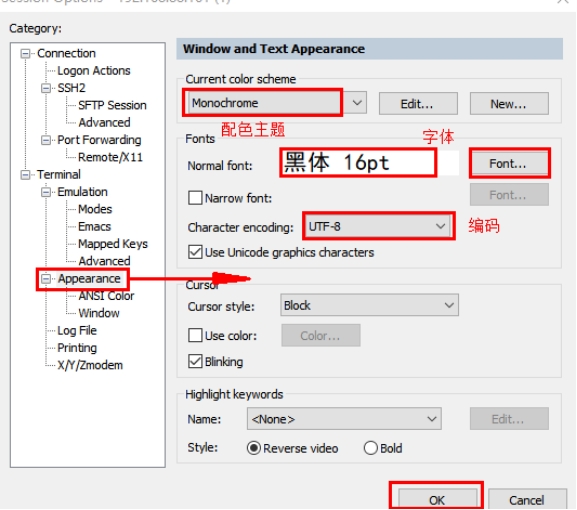 Category:
Connection
Logon Actions
SSH2
SFTP Session
Advanced
Port Forwarding
Remote/X11
Terminal
Emulation
Modes
Emacs
Mapped Keys
Advanced
Appearance
ANSI Color
Window
Log File
Printing
X/Y/Zmodem
Window and Text Appearance
Current color scheme
Monochrome Edit... New...
配色主题
字体
Fonts
Normal font: 黑体 16pt Font...
Narrow font: Font...
Character encoding: UTF-8 编码
Use Unicode graphics characters
Cursor
Cursor style: Block
Use color: Color...
Blinking
Highlight keywords
Name: <None> Edit...
Style: Reverse video Bold
OK Cancel